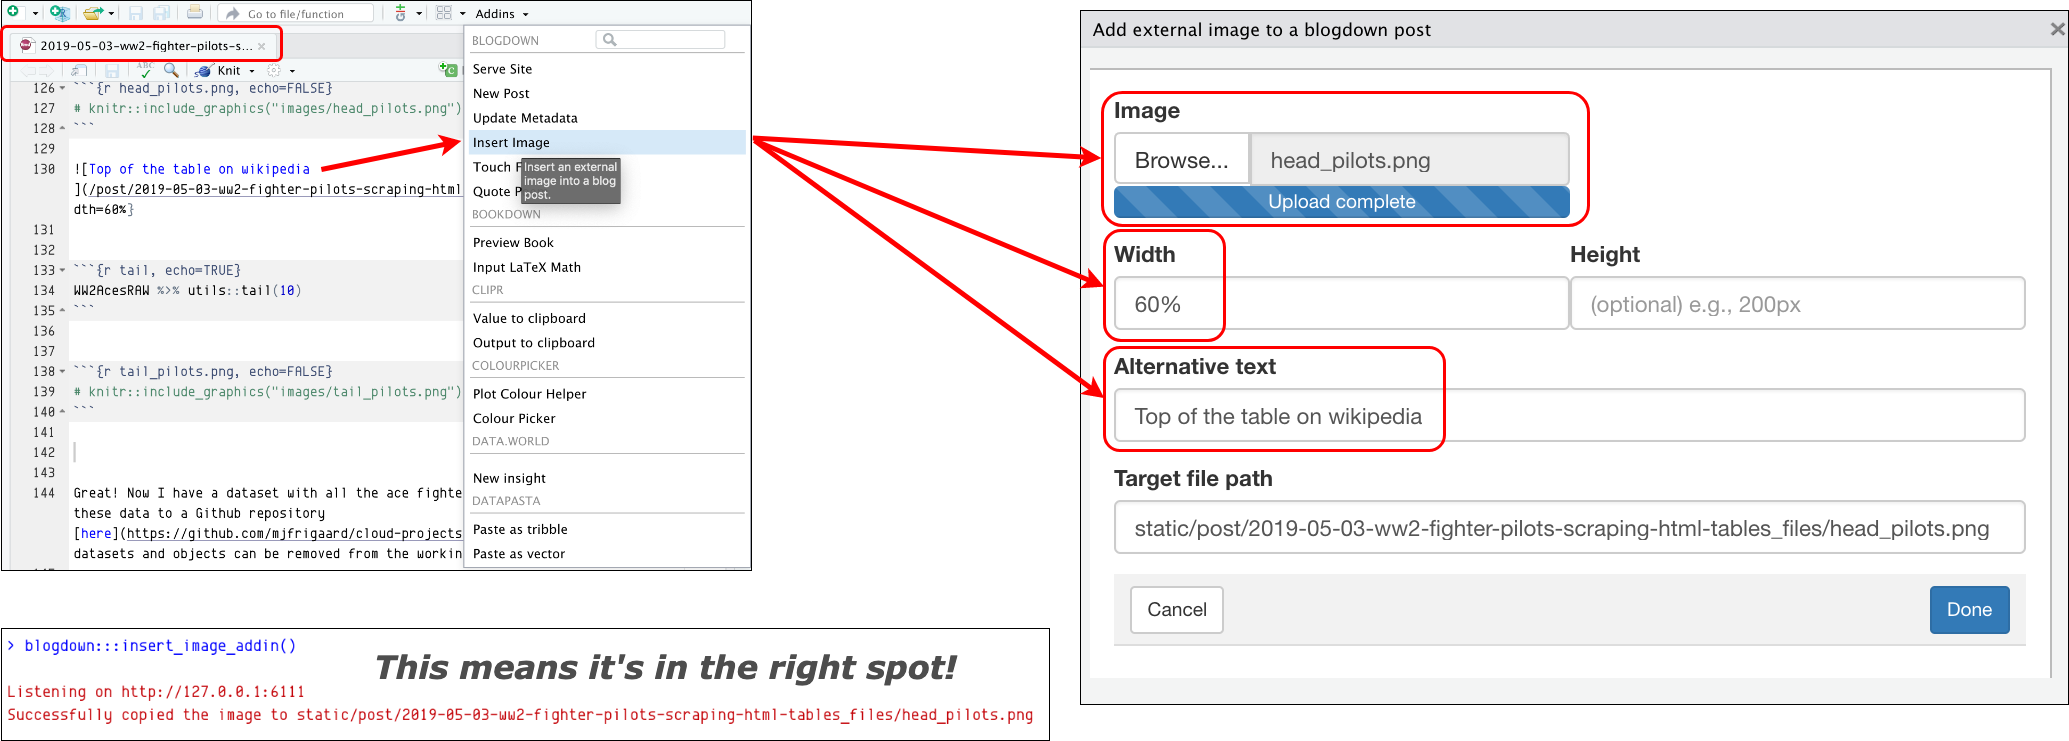 Go to file/function
Addins
2019-05-03-ww2-fighter-pilots-s...
ABC
Knit
126 ```{r head_pilots.png, echo=FALSE}
127 # knitr::include_graphics("images/head_pilots.png")
128 ```
129
130 ![Top of the table on wikipedia
](/post/2019-05-03-ww2-fighter-pilots-scraping-html
dth=60%}
131
132
133 ```{r tail, echo=TRUE}
134 WW2AcesRAW %>% utils::tail(10)
135 ```
136
137
138 ```{r tail_pilots.png, echo=FALSE}
139 # knitr::include_graphics("images/tail_pilots.png")
140 ```
141
142
143
144 Great! Now I have a dataset with all the ace fighte
these data to a Github repository
[here](https://github.com/mjfrigaard/cloud-projects
datasets and objects can be removed from the workin
BLOGDOWN
Serve Site
New Post
Update Metadata
Insert Image
Touch F
Quote P
Insert an external
image into a blog
post.
BOOKDOWN
Preview Book
Input LaTeX Math
CLIPR
Value to clipboard
Output to clipboard
COLOURPICKER
Plot Colour Helper
Colour Picker
DATA.WORLD
New insight
DATAPASTA
Paste as tribble
Paste as vector
Add external image to a blogdown post
Image
Browse... head_pilots.png
Upload complete
Width Height
60% (optional) e.g., 200px
Alternative text
Top of the table on wikipedia
Target file path
static/post/2019-05-03-ww2-fighter-pilots-scraping-html-tables_files/head_pilots.png
Cancel Done
> blogdown:::insert_image_addin()
This means it's in the right spot!
Listening on http://127.0.0.1:6111
Successfully copied the image to static/post/2019-05-03-ww2-fighter-pilots-scraping-html-tables_files/head_pilots.png